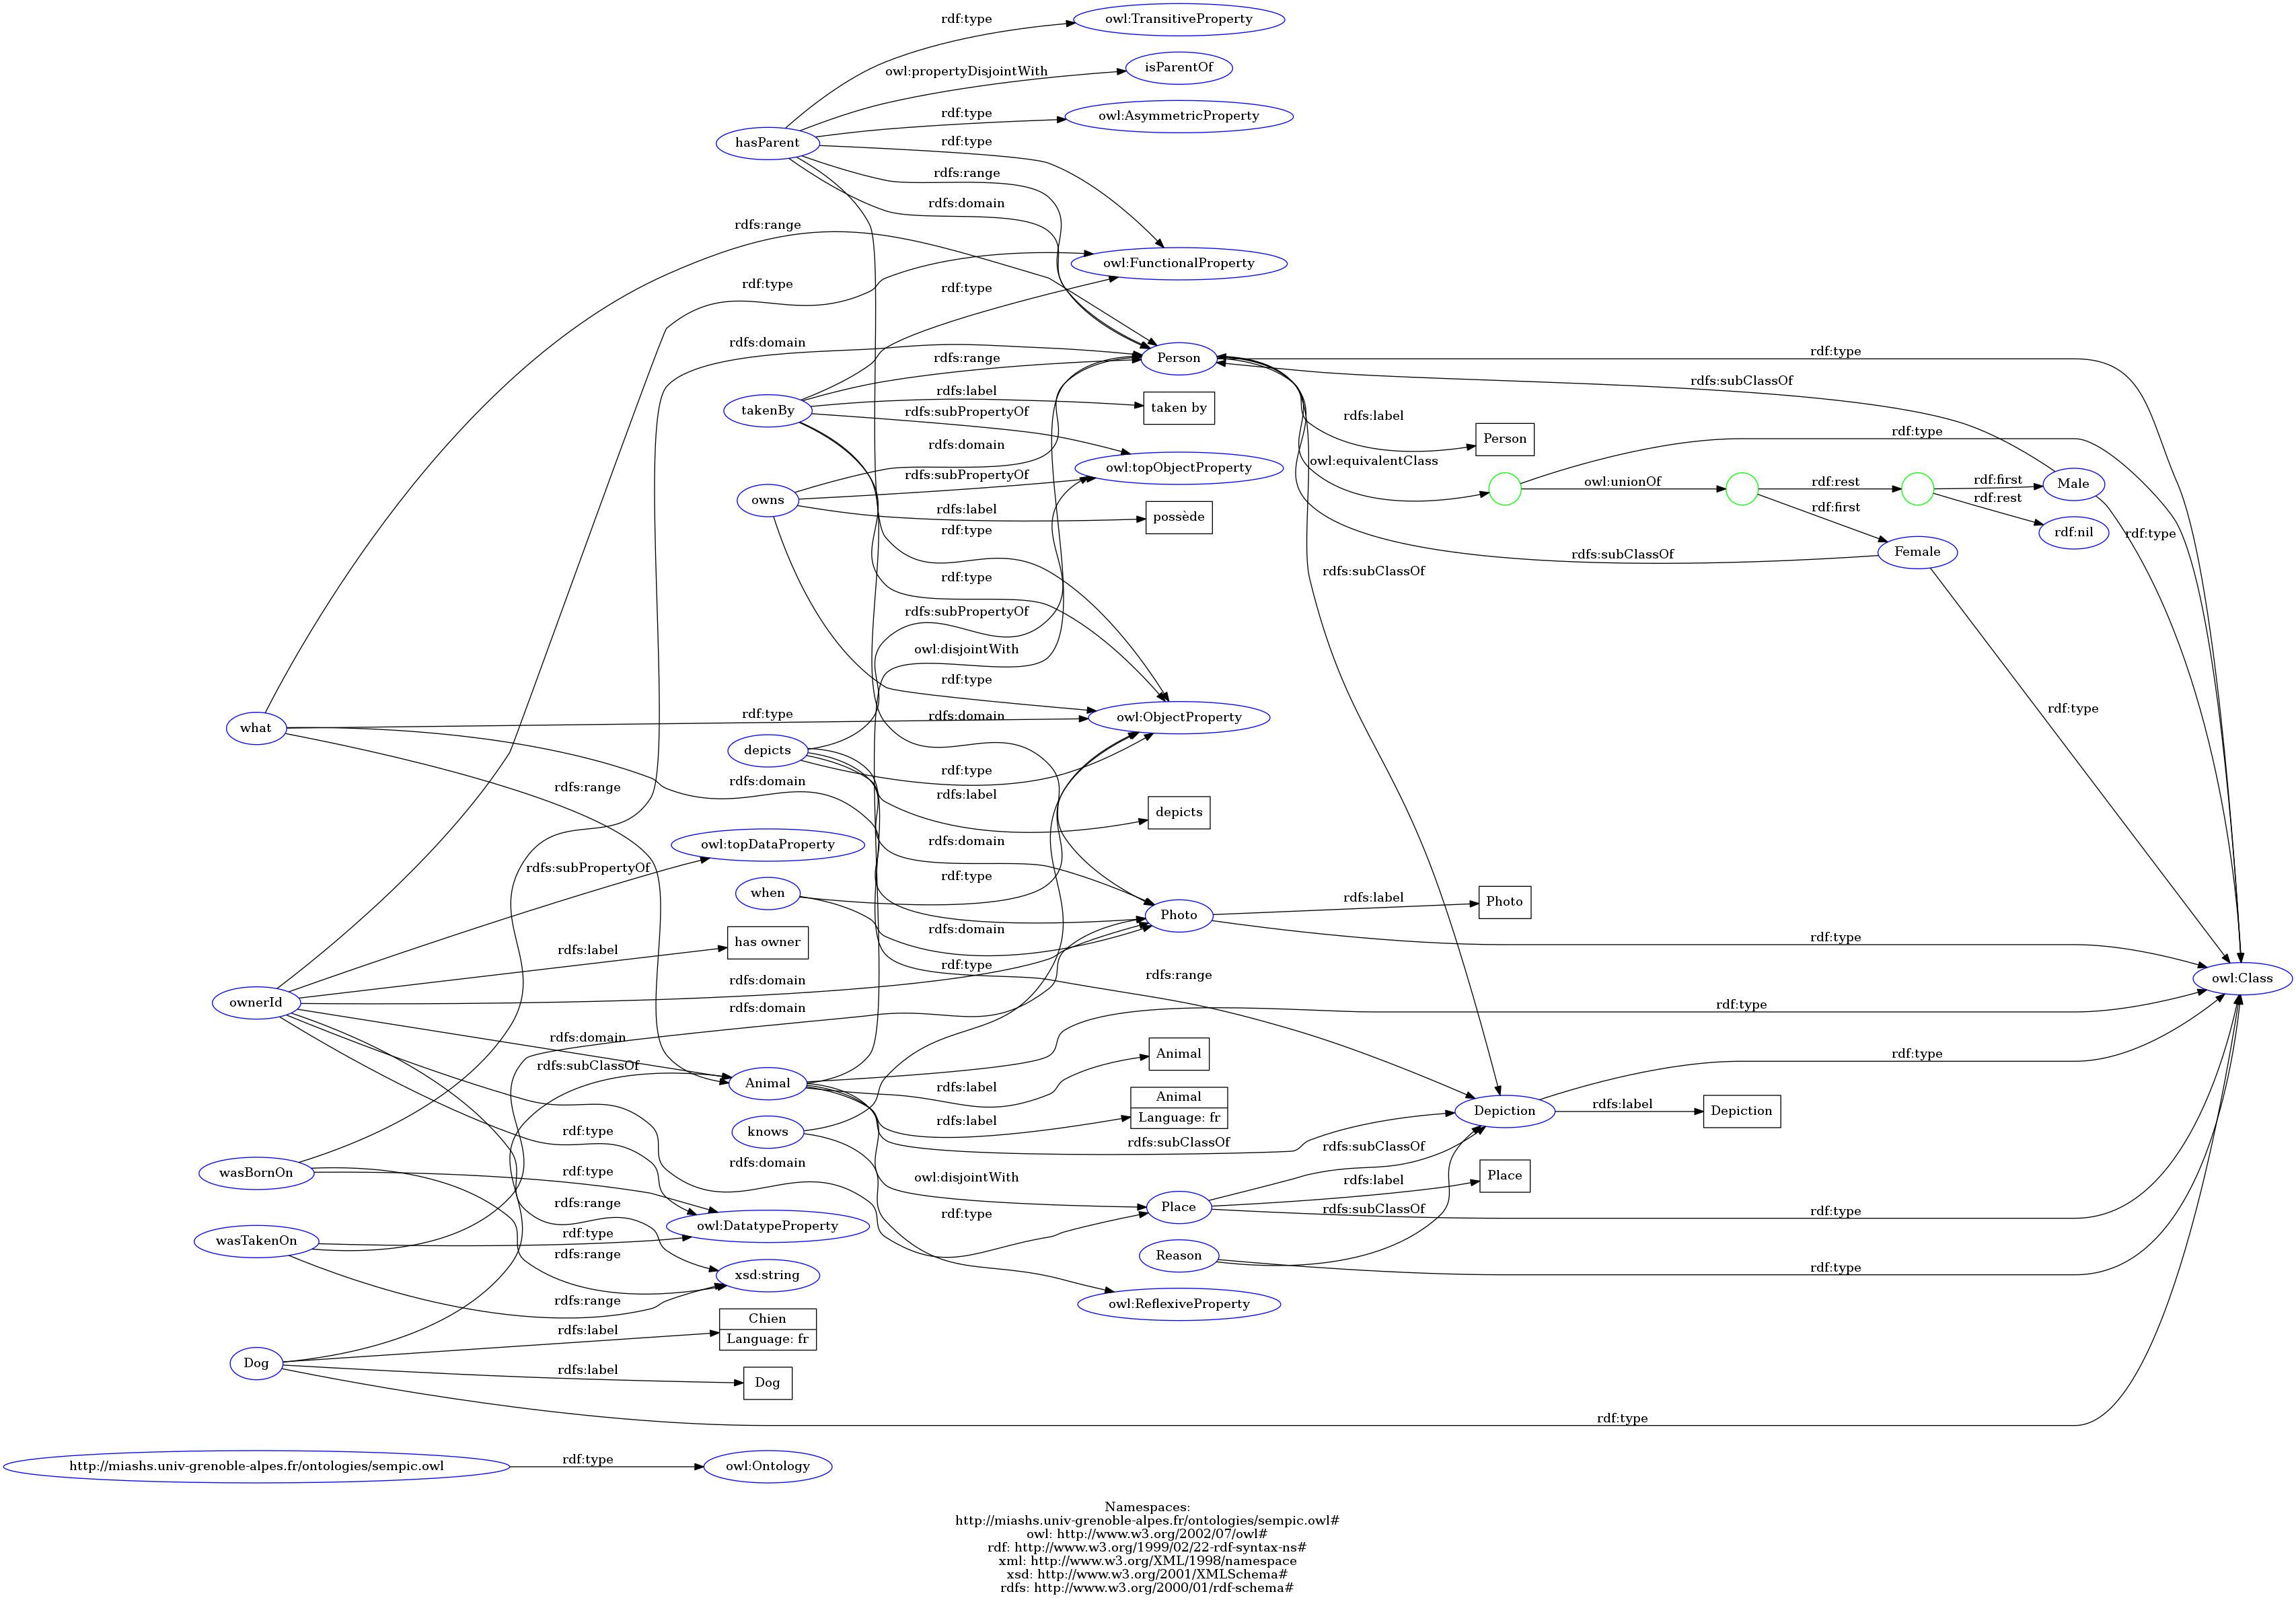 rdf:type
owl:TransitiveProperty
owl:propertyDisjointWith
isParentOf
rdf:type
owl:AsymmetricProperty
hasParent
rdf:type
rdfs:range
rdfs:domain
rdfs:range
owl:FunctionalProperty
rdf:type
rdf:type
rdfs:domain
rdfs:range
Person
rdf:type
rdfs:subClassOf
rdfs:label
takenBy
taken by
rdfs:subPropertyOf
rdfs:label
Person
rdf:type
rdfs:domain
owl:equivalentClass
owl:topObjectProperty
rdfs:subPropertyOf
owl:unionOf
rdf:rest
rdf:first
Male
owns
rdf:rest
rdfs:label
possède
rdf:first
rdf:type
rdf:nil
rdf:type
Female
rdfs:subClassOf
rdfs:subClassOf
rdf:type
rdfs:subPropertyOf
owl:disjointWith
rdf:type
rdf:type
what
rdf:type
rdfs:domain
owl:ObjectProperty
depicts
rdf:type
rdfs:range
rdfs:domain
rdfs:label
depicts
owl:topDataProperty
rdfs:domain
rdfs:subPropertyOf
rdf:type
when
rdfs:label
Photo
Photo
rdfs:domain
has owner
rdfs:label
rdf:type
rdf:type
rdfs:range
owl:Class
rdfs:domain
ownerId
rdfs:domain
rdf:type
rdfs:domain
Animal
rdf:type
rdfs:subClassOf
Animal
rdfs:label
Animal
Language: fr
rdfs:label
Depiction
rdfs:label
Depiction
knows
rdf:type
rdfs:subClassOf
rdfs:subClassOf
rdfs:domain
wasBornOn
rdf:type
owl:disjointWith
rdfs:label
Place
rdfs:range
Place
rdfs:subClassOf
rdf:type
rdf:type
owl:DatatypeProperty
wasTakenOn
rdf:type
rdfs:range
Reason
rdf:type
xsd:string
rdfs:range
owl:ReflexiveProperty
Chien
Language: fr
rdfs:label
Dog
rdfs:label
Dog
rdf:type
http://miashs.univ-grenoble-alpes.fr/ontologies/sempic.owl
rdf:type
owl:Ontology
Namespaces:
http://miashs.univ-grenoble-alpes.fr/ontologies/sempic.owl#
owl: http://www.w3.org/2002/07/owl#
rdf: http://www.w3.org/1999/02/22-rdf-syntax-ns#
xml: http://www.w3.org/XML/1998/namespace
xsd: http://www.w3.org/2001/XMLSchema#
rdfs: http://www.w3.org/2000/01/rdf-schema#